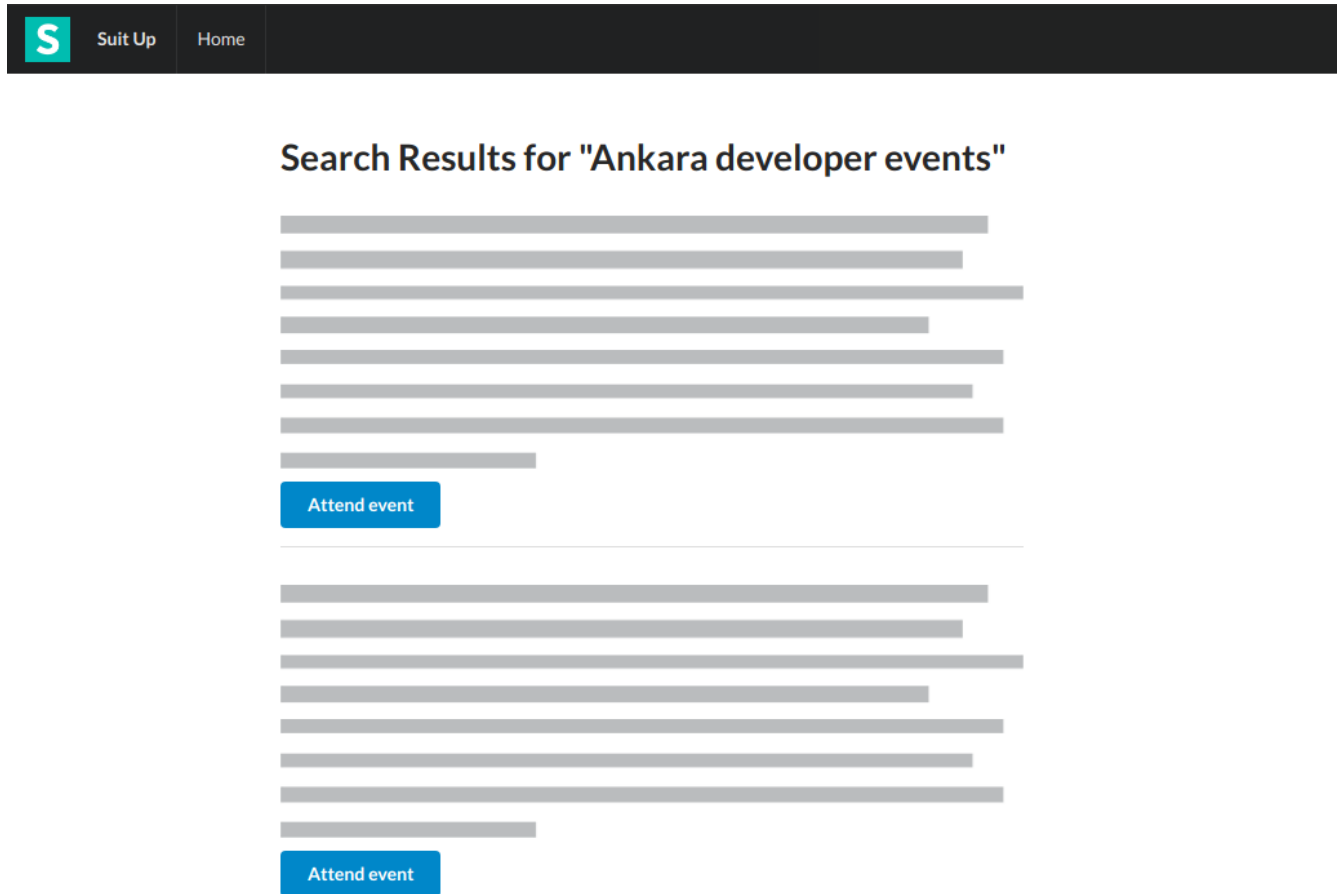 S Suit Up Home
Search Results for "Ankara developer events"
Attend event
Attend event